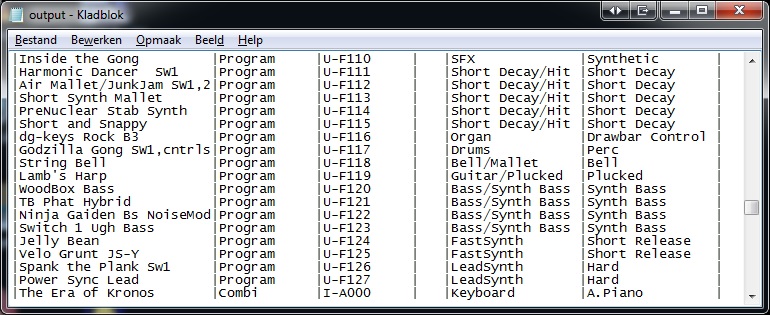 output - Kladblok
Bestand Bewerken Opmaak Beeld Help
|Inside the Gong |Program |U-F110 | |SFX |Synthetic |
|Harmonic Dancer  SW1 |Program |U-F111 | |Short Decay/Hit |Short Decay |
|Air Mallet/JunkJam SW1,2|Program |U-F112 | |Short Decay/Hit |Short Decay |
|Short Synth Mallet |Program |U-F113 | |Short Decay/Hit |Short Decay |
|PreNuclear Stab Synth |Program |U-F114 | |Short Decay/Hit |Short Decay |
|Short and Snappy |Program |U-F115 | |Short Decay/Hit |Short Decay |
|dg-keys Rock B3 |Program |U-F116 | |Organ |Drawbar Control |
|Godzilla Gong SW1,cntrls|Program |U-F117 | |Drums |Perc |
|String Bell |Program |U-F118 | |Bell/Mallet |Bell |
|Lamb's Harp |Program |U-F119 | |Guitar/Plucked |Plucked |
|WoodBox Bass |Program |U-F120 | |Bass/Synth Bass |Synth Bass |
|TB Phat Hybrid |Program |U-F121 | |Bass/Synth Bass |Synth Bass |
|Ninja Gaiden Bs NoiseMod|Program |U-F122 | |Bass/Synth Bass |Synth Bass |
|Switch 1 Ugh Bass |Program |U-F123 | |Bass/Synth Bass |Synth Bass |
|Jelly Bean |Program |U-F124 | |FastSynth |Short Release |
|Velo Grunt JS-Y |Program |U-F125 | |FastSynth |Short Release |
|Spank the Plank Sw1 |Program |U-F126 | |LeadSynth |Hard |
|Power Sync Lead |Program |U-F127 | |LeadSynth |Hard |
|The Era of Kronos |Combi |I-A000 | |Keyboard |A.Piano |